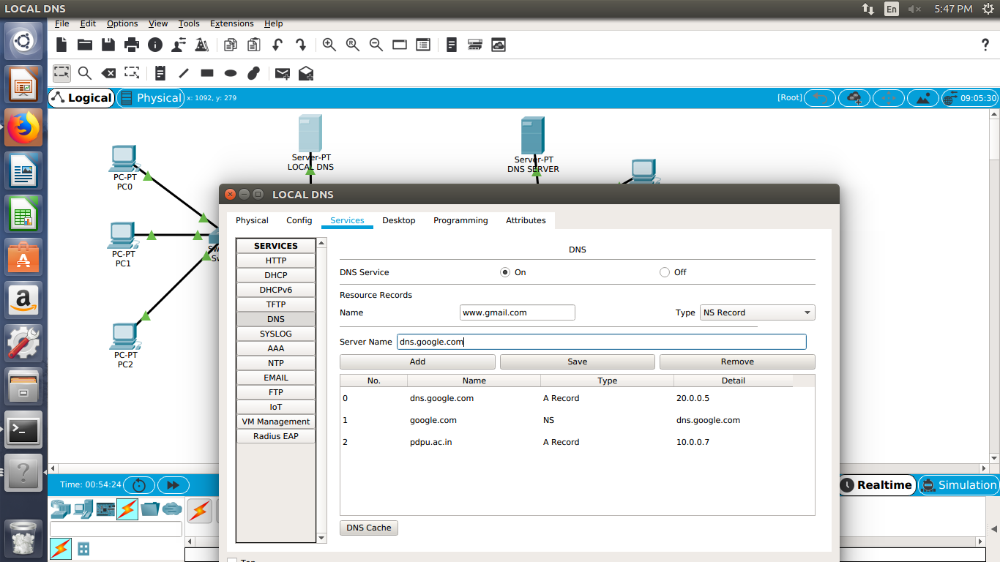 LOCAL DNS
En
5:47 PM
File Edit Options View Tools Extensions Help
Logical
Physical
x: 1092, y: 279
[Root]
09:05:30
Server-PT
LOCAL DNS
Server-PT
DNS SERVER
PC-PT
PC0
PC-PT
PC1
PC-PT
PC2
LOCAL DNS
Physical Config Services Desktop Programming Attributes
SERVICES
HTTP
DHCP
DHCPv6
TFTP
DNS
SYSLOG
AAA
NTP
EMAIL
FTP
IoT
VM Management
Radius EAP
DNS
DNS Service On Off
Resource Records
Name www.gmail.com Type NS Record
Server Name dns.google.com
Add Save Remove
No. Name Type Detail
0 dns.google.com A Record 20.0.0.5
1 google.com NS dns.google.com
2 pdpu.ac.in A Record 10.0.0.7
DNS Cache
Time: 00:54:24
Realtime
Simulation